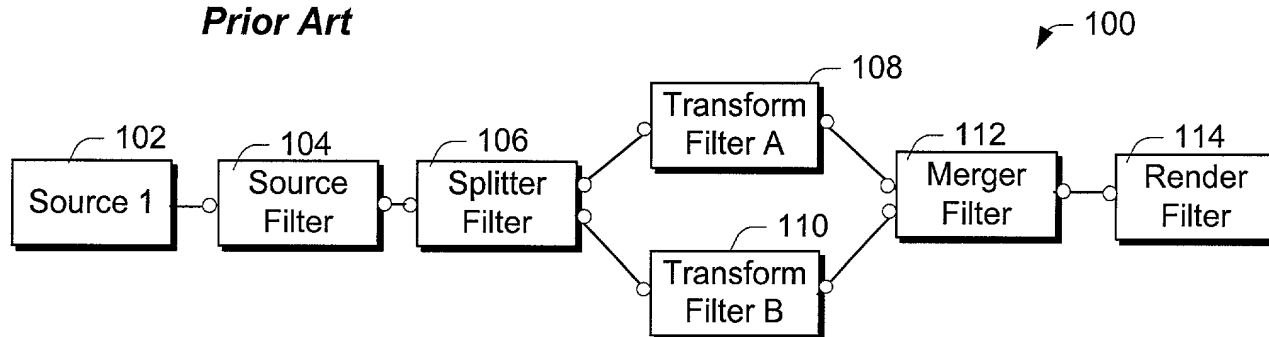 Prior Art
100
102
Source 1
104
Source
Filter
106
Splitter
Filter
108
Transform
Filter A
110
Transform
Filter B
112
Merger
Filter
114
Render
Filter